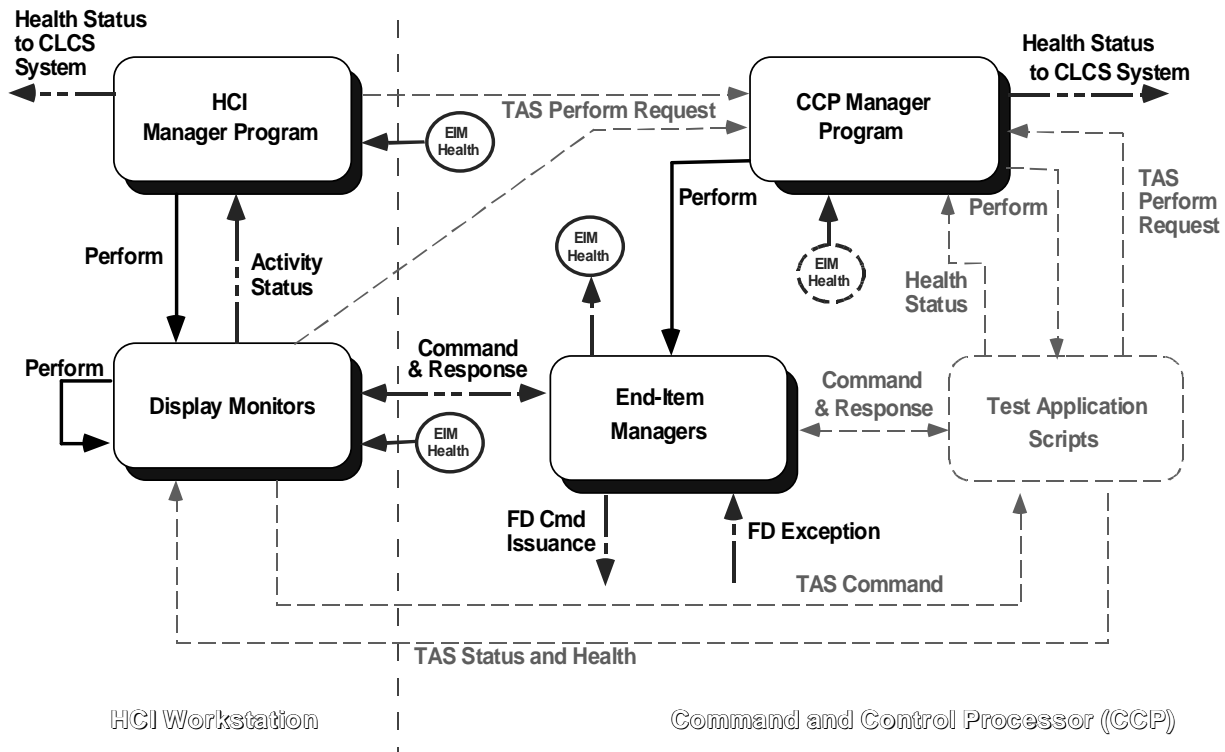 Health Status
to CLCS
System
HCI
Manager Program
TAS Perform Request
EIM
Health
CCP Manager
Program
Health Status
to CLCS System
Perform
Activity
Status
Perform
EIM
Health
EIM
Health
Perform
TAS
Perform
Request
Health
Status
Perform
Display Monitors
Command
& Response
EIM
Health
End-Item
Managers
Command
& Response
Test Application
Scripts
FD Cmd
Issuance
FD Exception
TAS Command
TAS Status and Health
HCI Workstation
Command and Control Processor (CCP)